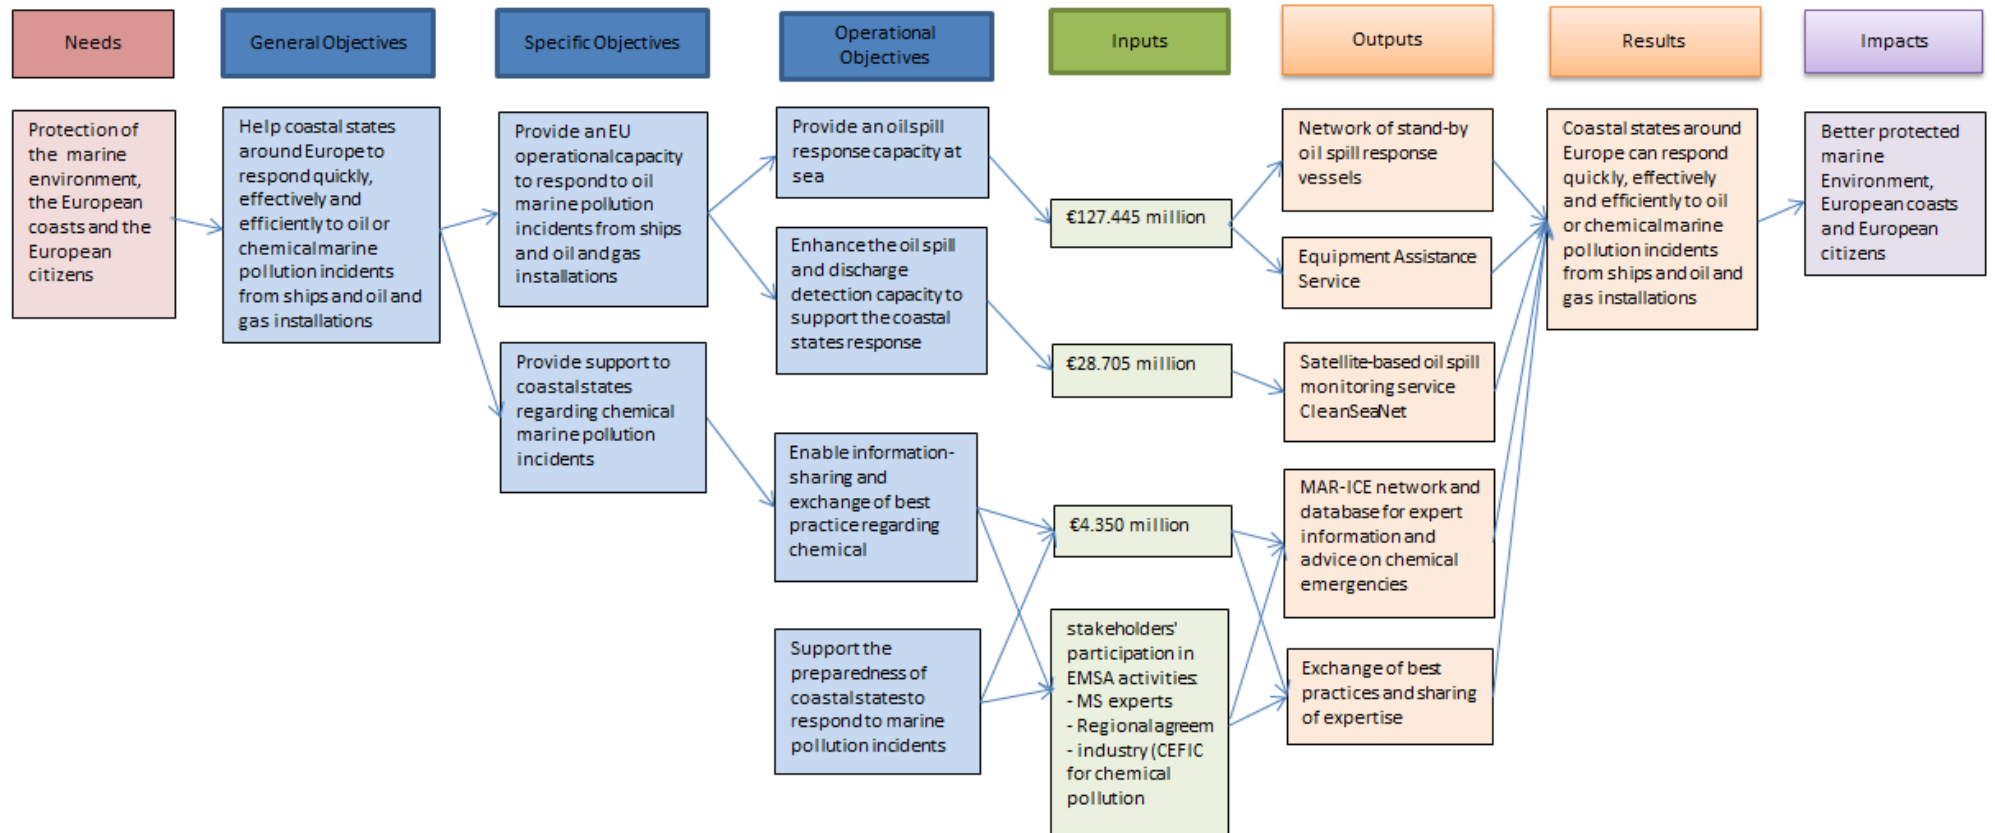 Needs
General Objectives
Specific Objectives
Operational
Objectives
Inputs
Outputs
Results
Impacts
Protection of
the marine
environment,
the European
coasts and the
European
citizens
Help coastal states
around Europe to
respond quickly,
effectively and
efficiently to oil or
chemical marine
pollution incidents
from ships and oil and
gas installations
Provide an EU
operational capacity
to respond to oil
marine pollution
incidents from ships
and oil and gas
installations
Provide support to
coastal states
regarding chemical
marine pollution
incidents
Provide an oil spill
response capacity at
sea
Enhance the oil spill
and discharge
detection capacity to
support the coastal
states response
Enable information-
sharing and
exchange of best
practice regarding
chemical
Support the
preparedness of
coastal states to
respond to marine
pollution incidents
€127.445 million
€28.705 million
€4.350 million
stakeholders'
participation in
EMSA activities:
- MS experts
- Regional agreem
- industry (CEFIC
for chemical
pollution
Network of stand-by
oil spill response
vessels
Equipment Assistance
Service
Satellite-based oil spill
monitoring service
CleanSeaNet
MAR-ICE network and
database for expert
information and
advice on chemical
emergencies
Exchange of best
practices and sharing
of expertise
Coastal states around
Europe can respond
quickly, effectively
and efficiently to oil
or chemical marine
pollution incidents
from ships and oil and
gas installations
Better protected
marine
Environment,
European coasts
and European
citizens